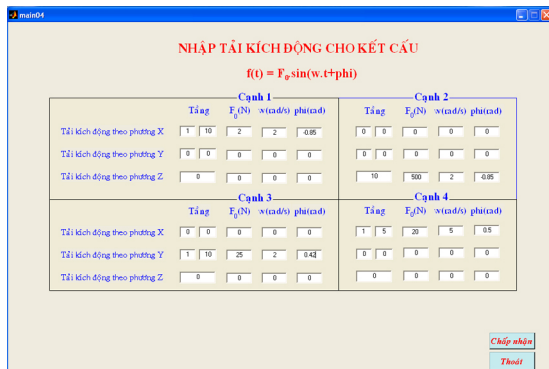 main04
NHẬP TẢI KÍCH ĐỘNG CHO KẾT CẤU
f(t) = F₀.sin(w.t+phi)
Cạnh 1
Tầng F₀(N) w(rad/s) phi(rad)
Tải kích động theo phương X 1 10 2 2 -0.85
Tải kích động theo phương Y 0 0 0 0 0
Tải kích động theo phương Z 0 0 0 0
Cạnh 2
Tầng F₀(N) w(rad/s) phi(rad)
0 0 0 0 0
0 0 0 0 0
10 500 2 -0.85
Cạnh 3
Tầng F₀(N) w(rad/s) phi(rad)
Tải kích động theo phương X 0 0 0 0 0
Tải kích động theo phương Y 1 10 25 2 0.42
Tải kích động theo phương Z 0 0 0 0
Cạnh 4
Tầng F₀(N) w(rad/s) phi(rad)
1 5 20 5 0.5
0 0 0 0 0
0 0 0 0
Chấp nhận
Thoát